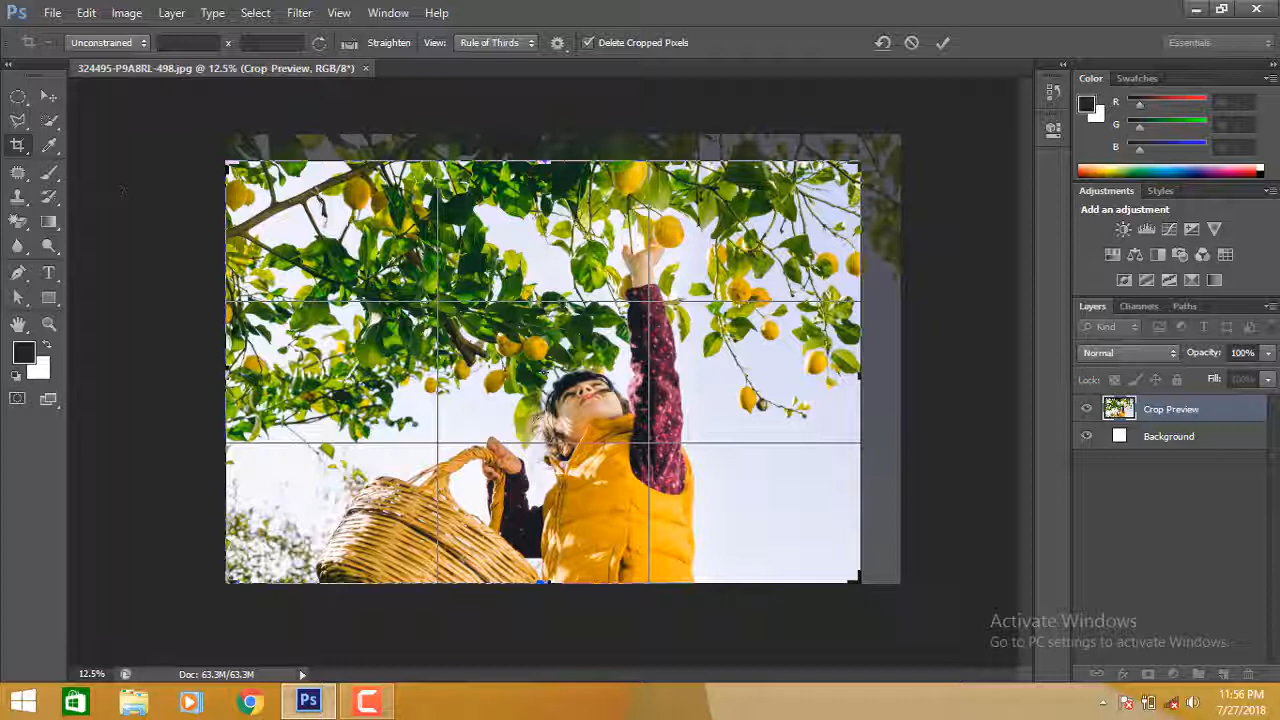 Ps File Edit Image Layer Type Select Filter View Window Help
Unconstrained x Straighten View: Rule of Thirds Delete Cropped Pixels Essentials
324495-P9A8RL-498.jpg @ 12.5% (Crop Preview, RGB/8*) ×
Color Swatches
R
G
B
Adjustments Styles
Add an adjustment
Layers Channels Paths
Kind
Normal Opacity: 100%
Lock: Fill: 100%
Crop Preview
Background
Activate Windows
Go to PC settings to activate Windows.
12.5% Doc: 63.3M/63.3M
Ps
11:56 PM
7/27/2018